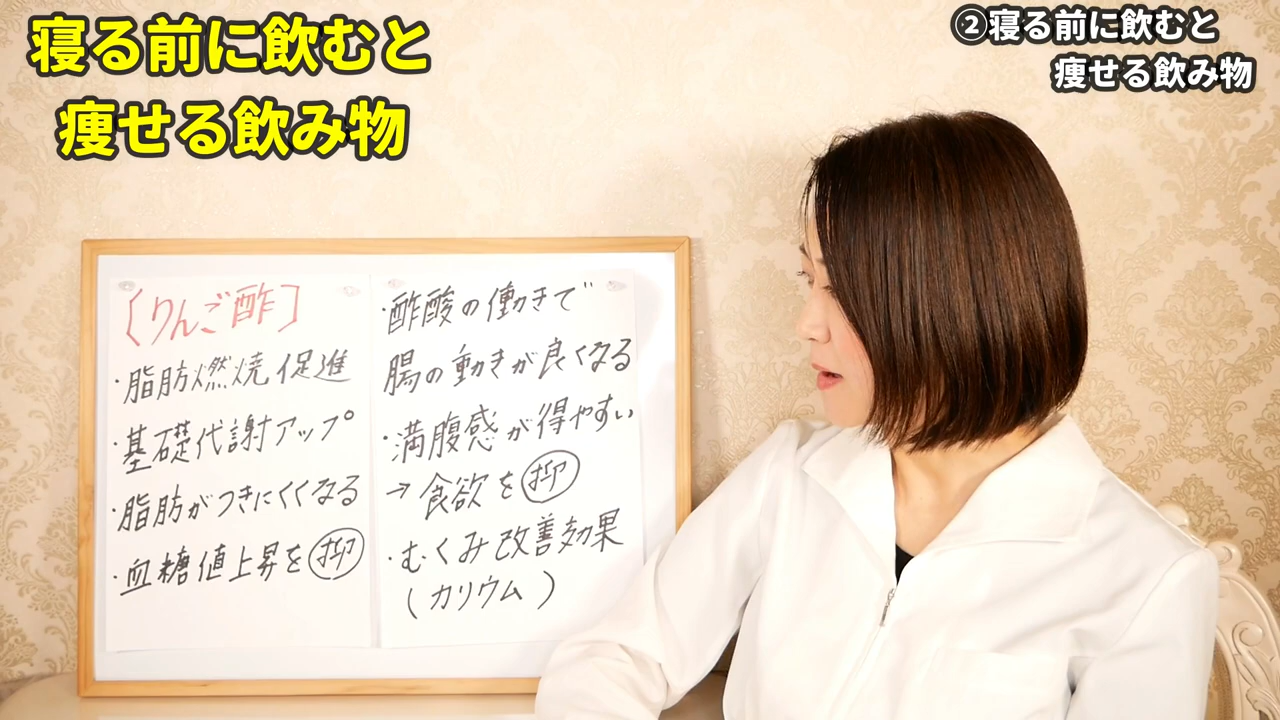 寝る前に飲むと
痩せる飲み物
②寝る前に飲むと
痩せる飲み物
〔りんご酢〕
・脂肪燃焼促進
・基礎代謝アップ
・脂肪がつきにくくなる
・血糖値上昇を抑
・酢酸の働きで
腸の動きが良くなる
・満腹感が得やすい
→食欲を抑
・むくみ改善効果
(カリウム)